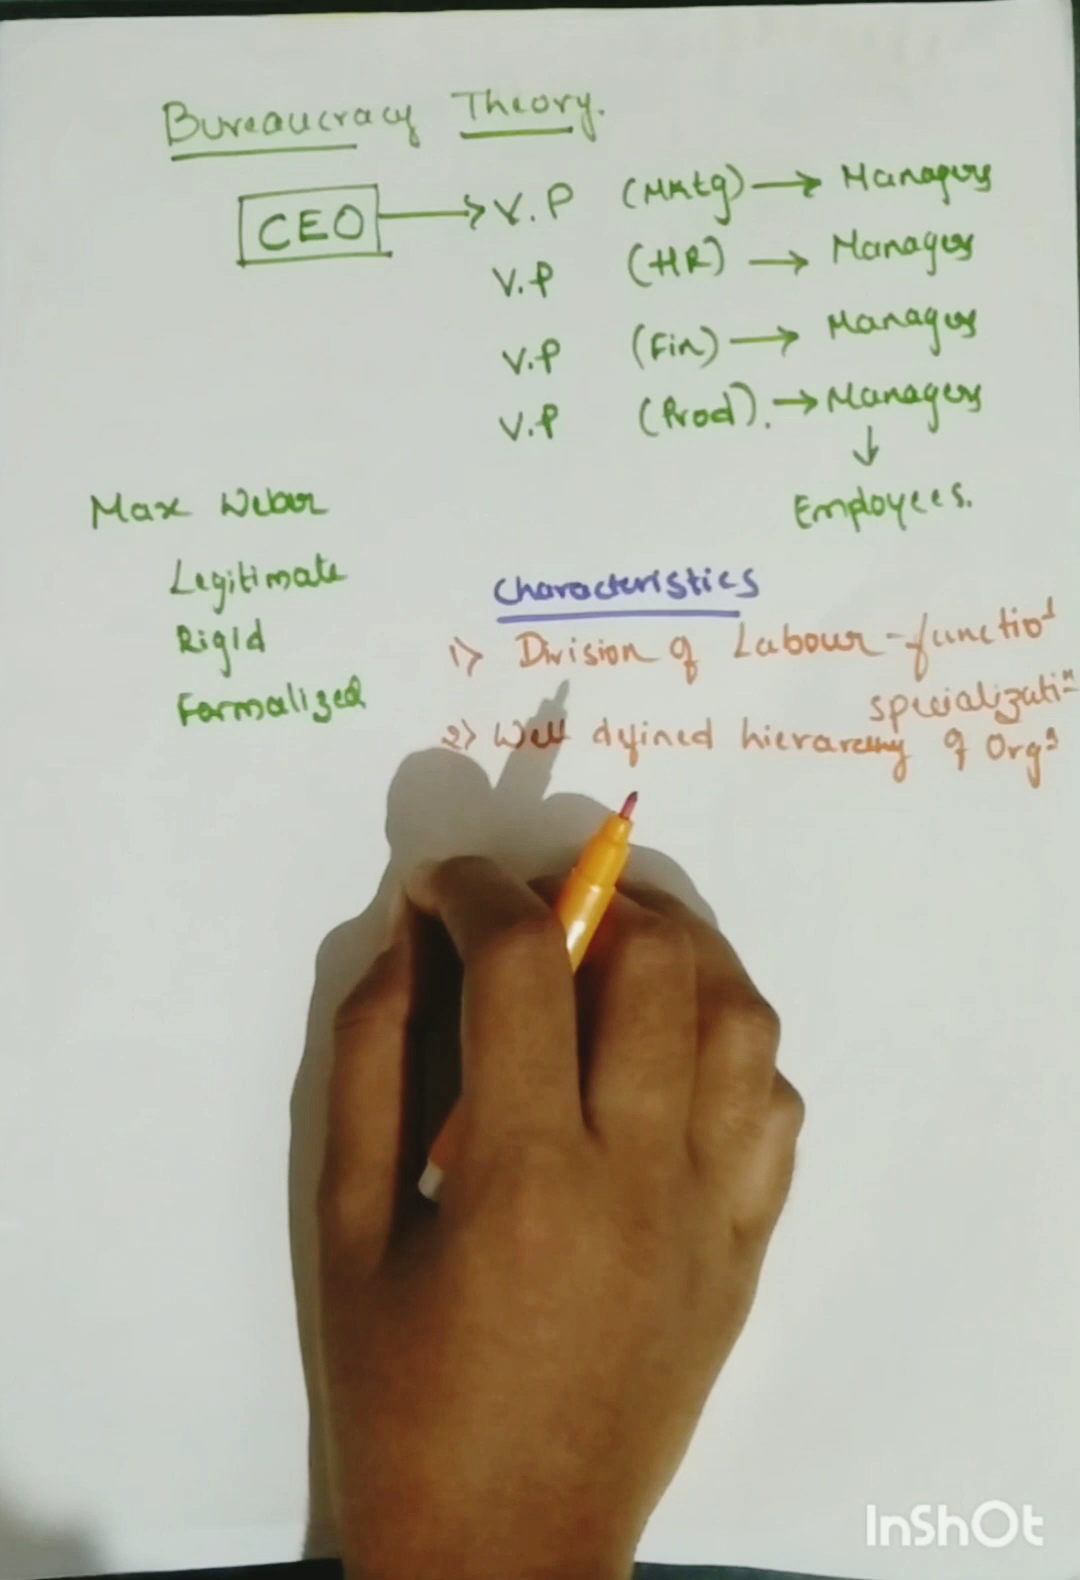 Bureaucracy Theory.
CEO → V.P (Mktg) → Managers
V.P (HR) → Managers
V.P (Fin) → Managers
V.P (Prod). → Managers
↓
Employees.
Max Weber
Legitimate
Rigid
Formalized
Characteristics
1) Division of Labour - functional
specialization
2) Well defined hierarchy of Orgn
InShOt